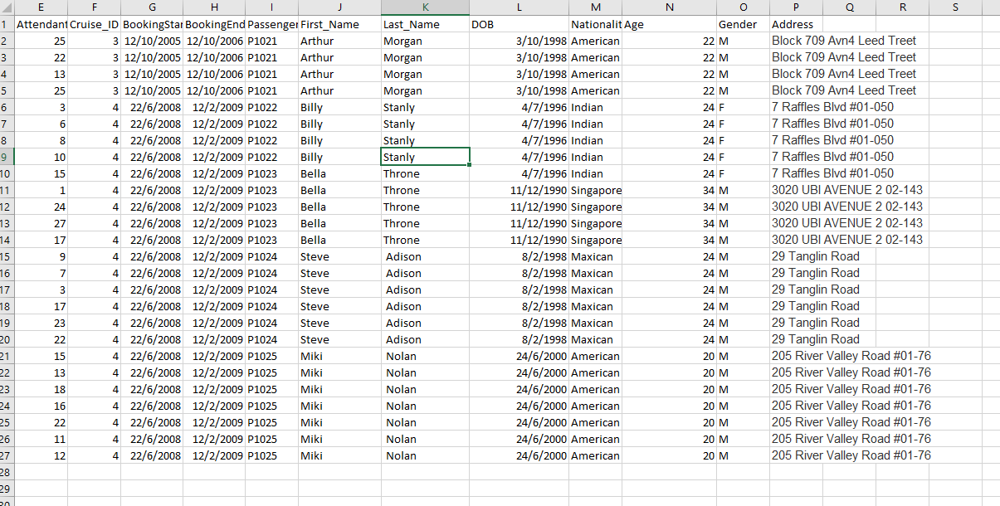 E F G H I J K L M N O P Q R S
1 Attendant Cruise_ID BookingStar BookingEnd Passenger First_Name Last_Name DOB Nationalit Age Gender Address
2 25 3 12/10/2005 12/10/2006 P1021 Arthur Morgan 3/10/1998 American 22 M Block 709 Avn4 Leed Treet
3 22 3 12/10/2005 12/10/2006 P1021 Arthur Morgan 3/10/1998 American 22 M Block 709 Avn4 Leed Treet
4 13 3 12/10/2005 12/10/2006 P1021 Arthur Morgan 3/10/1998 American 22 M Block 709 Avn4 Leed Treet
5 25 3 12/10/2005 12/10/2006 P1021 Arthur Morgan 3/10/1998 American 22 M Block 709 Avn4 Leed Treet
6 3 4 22/6/2008 12/2/2009 P1022 Billy Stanly 4/7/1996 Indian 24 F 7 Raffles Blvd #01-050
7 6 4 22/6/2008 12/2/2009 P1022 Billy Stanly 4/7/1996 Indian 24 F 7 Raffles Blvd #01-050
8 8 4 22/6/2008 12/2/2009 P1022 Billy Stanly 4/7/1996 Indian 24 F 7 Raffles Blvd #01-050
9 10 4 22/6/2008 12/2/2009 P1022 Billy Stanly 4/7/1996 Indian 24 F 7 Raffles Blvd #01-050
10 15 4 22/6/2008 12/2/2009 P1023 Bella Throne 4/7/1996 Indian 24 F 7 Raffles Blvd #01-050
11 1 4 22/6/2008 12/2/2009 P1023 Bella Throne 11/12/1990 Singapore 34 M 3020 UBI AVENUE 2 02-143
12 24 4 22/6/2008 12/2/2009 P1023 Bella Throne 11/12/1990 Singapore 34 M 3020 UBI AVENUE 2 02-143
13 27 4 22/6/2008 12/2/2009 P1023 Bella Throne 11/12/1990 Singapore 34 M 3020 UBI AVENUE 2 02-143
14 17 4 22/6/2008 12/2/2009 P1023 Bella Throne 11/12/1990 Singapore 34 M 3020 UBI AVENUE 2 02-143
15 9 4 22/6/2008 12/2/2009 P1024 Steve Adison 8/2/1998 Maxican 24 M 29 Tanglin Road
16 7 4 22/6/2008 12/2/2009 P1024 Steve Adison 8/2/1998 Maxican 24 M 29 Tanglin Road
17 3 4 22/6/2008 12/2/2009 P1024 Steve Adison 8/2/1998 Maxican 24 M 29 Tanglin Road
18 17 4 22/6/2008 12/2/2009 P1024 Steve Adison 8/2/1998 Maxican 24 M 29 Tanglin Road
19 23 4 22/6/2008 12/2/2009 P1024 Steve Adison 8/2/1998 Maxican 24 M 29 Tanglin Road
20 22 4 22/6/2008 12/2/2009 P1024 Steve Adison 8/2/1998 Maxican 24 M 29 Tanglin Road
21 15 4 22/6/2008 12/2/2009 P1025 Miki Nolan 24/6/2000 American 20 M 205 River Valley Road #01-76
22 13 4 22/6/2008 12/2/2009 P1025 Miki Nolan 24/6/2000 American 20 M 205 River Valley Road #01-76
23 18 4 22/6/2008 12/2/2009 P1025 Miki Nolan 24/6/2000 American 20 M 205 River Valley Road #01-76
24 16 4 22/6/2008 12/2/2009 P1025 Miki Nolan 24/6/2000 American 20 M 205 River Valley Road #01-76
25 22 4 22/6/2008 12/2/2009 P1025 Miki Nolan 24/6/2000 American 20 M 205 River Valley Road #01-76
26 11 4 22/6/2008 12/2/2009 P1025 Miki Nolan 24/6/2000 American 20 M 205 River Valley Road #01-76
27 12 4 22/6/2008 12/2/2009 P1025 Miki Nolan 24/6/2000 American 20 M 205 River Valley Road #01-76
28
29
30